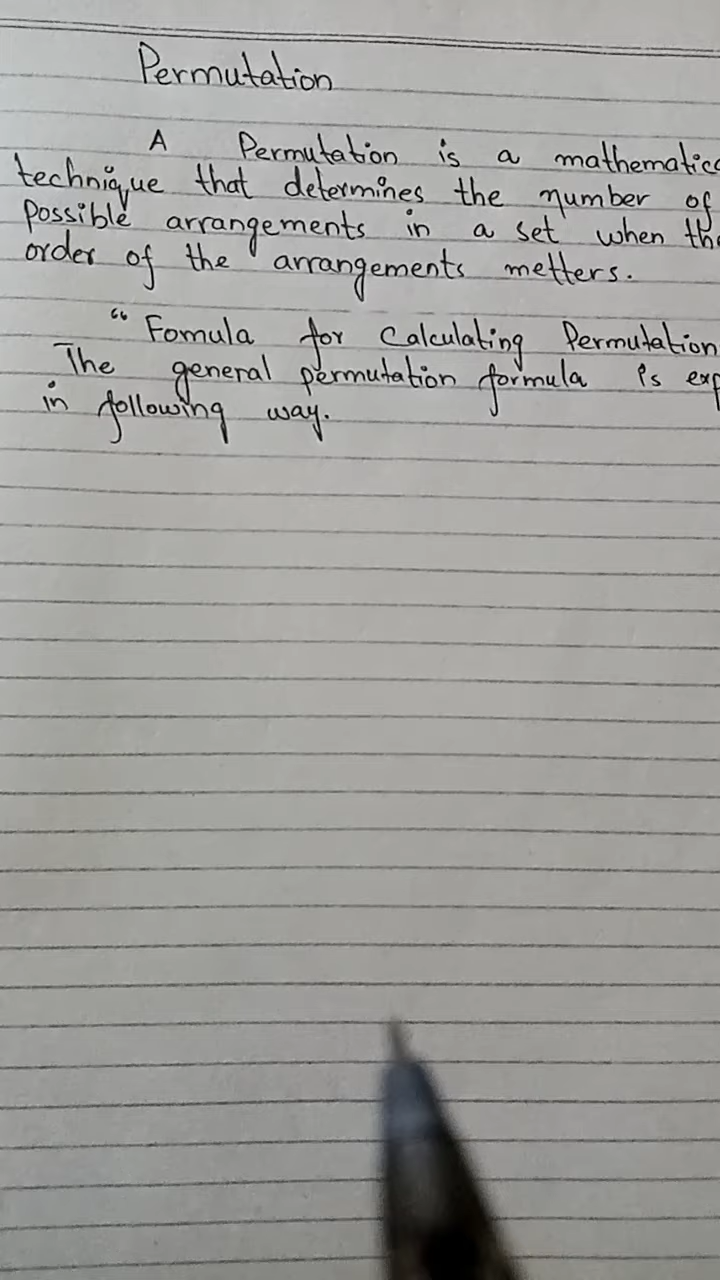 Permutation
A Permutation is a mathematic
technique that determines the number of
possible arrangements in a set when the
order of the arrangements metters.
“Fomula for Calculating Permutation
The general permutation formula is exp
in following way.